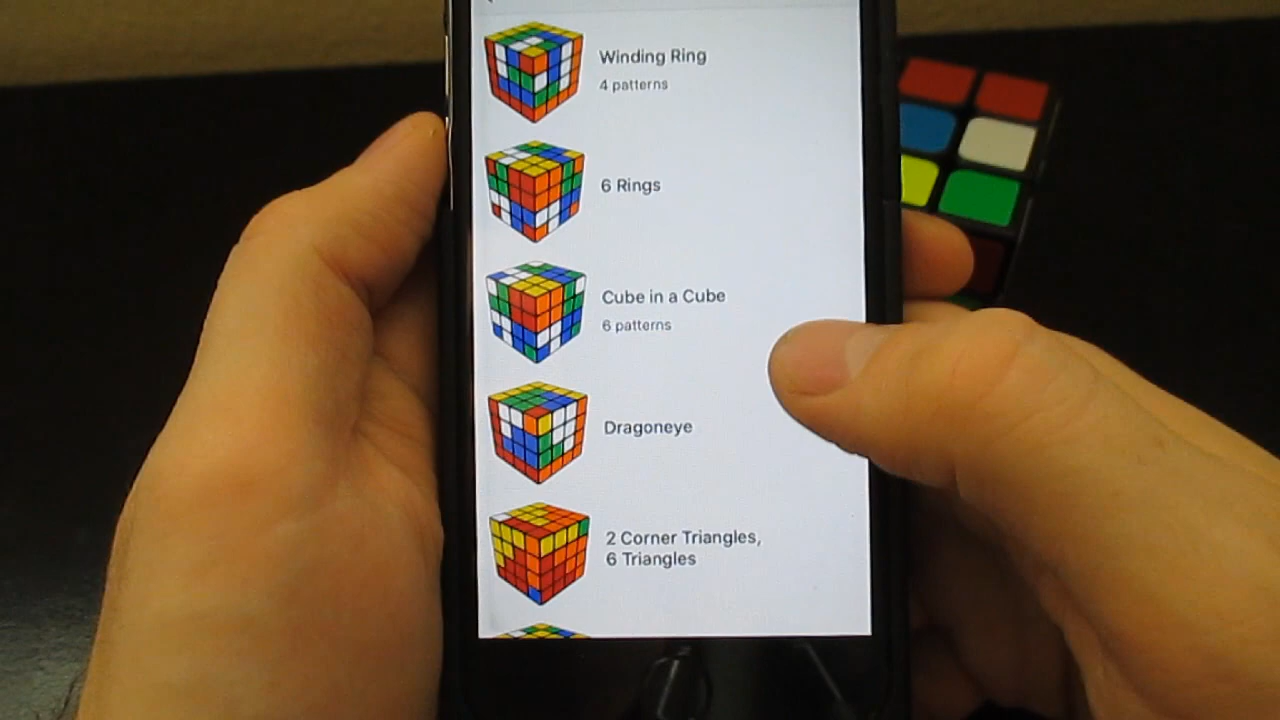 Winding Ring
4 patterns
6 Rings
Cube in a Cube
6 patterns
Dragoneye
2 Corner Triangles,
6 Triangles